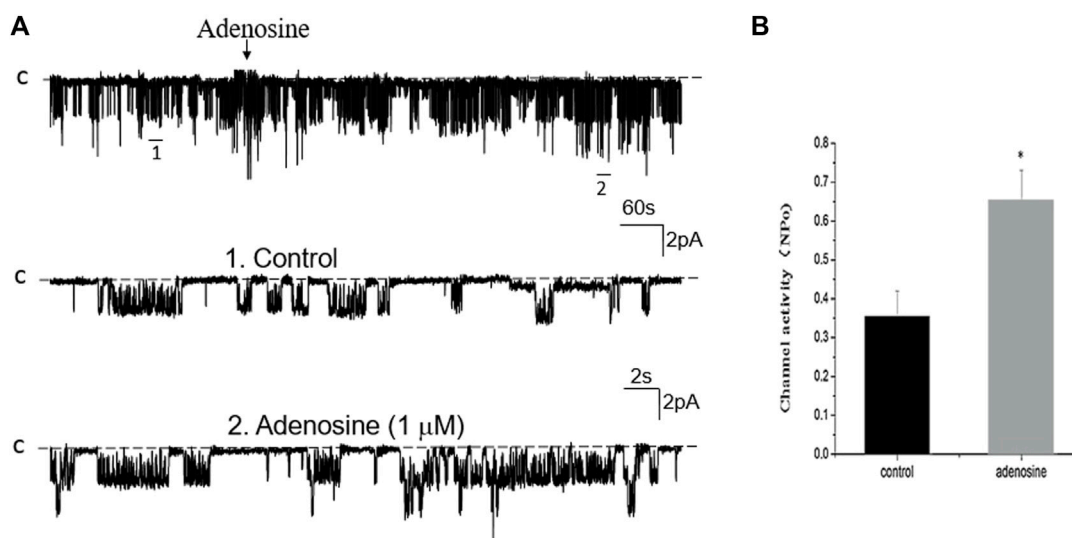 A
Adenosine
C
1
2
60s
2pA
1. Control
C
2s
2pA
2. Adenosine (1 μM)
C
B
Channel activity （NPo）
0.8
0.7
0.6
0.5
0.4
0.3
0.2
0.1
0.0
*
control
adenosine